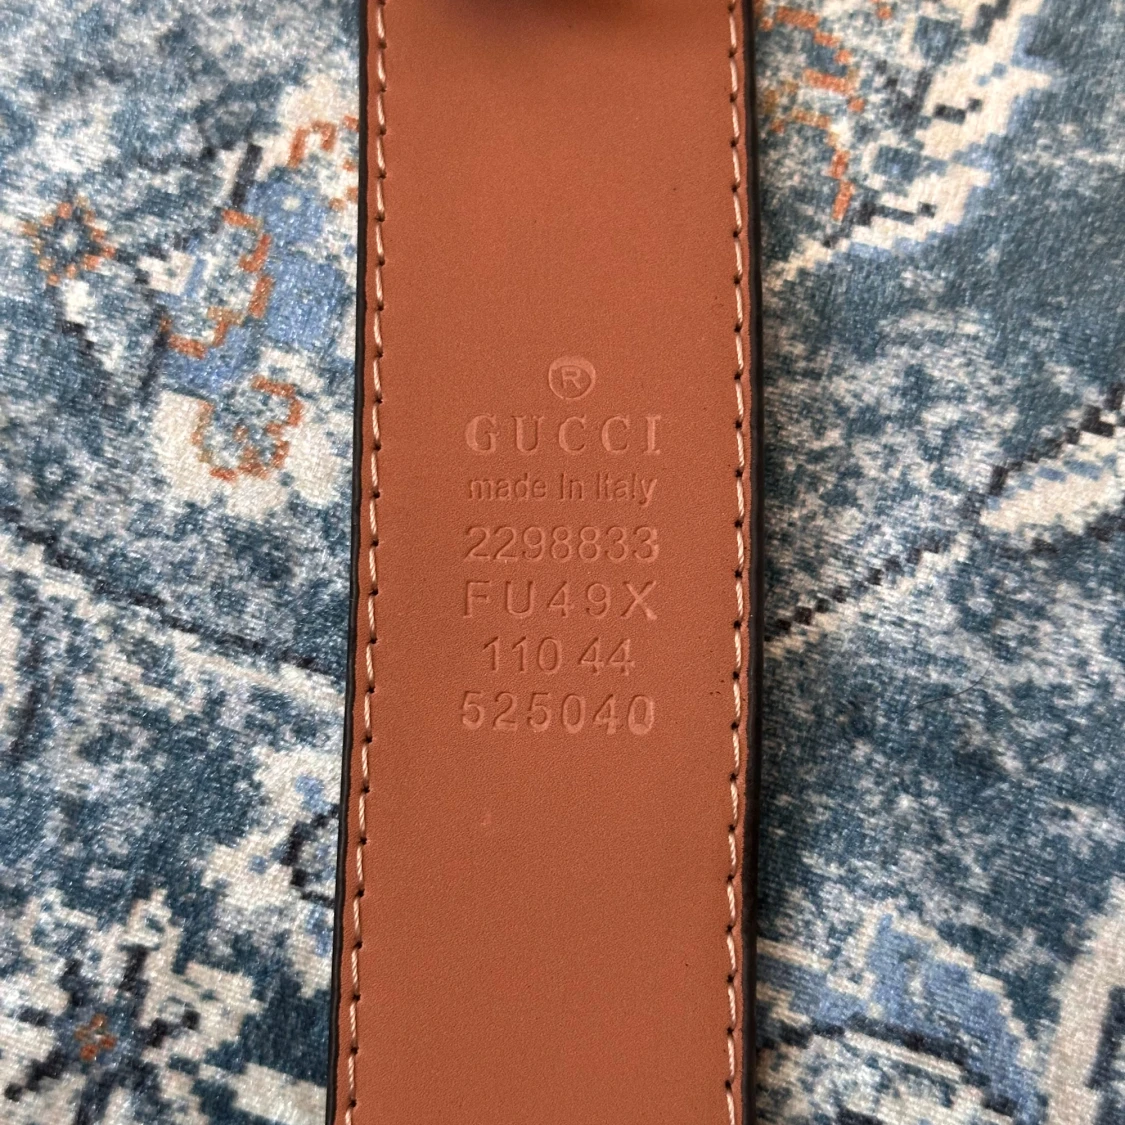 ®
GUCCI
made in Italy
2298833
FU49X
110 44
525040